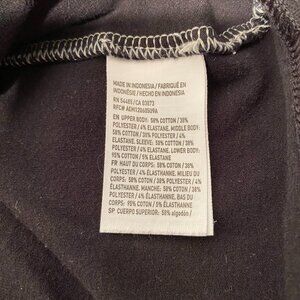 MADE IN INDONESIA / FABRIQUÉ EN
INDONÉSIE / HECHO EN INDONESIA
RN 54485 / CA 03873
EN UPPER BODY: 58% COTTON / 38%
POLYESTER / 4% ELASTANE, MIDDLE BODY:
58% COTTON / 38% POLYESTER / 4%
ELASTANE, SLEEVE: 58% COTTON / 38%
POLYESTER / 4% ELASTANE, LOWER BODY:
95% COTTON / 5% ELASTANE
FR HAUT DU CORPS: 58% COTON / 38%
POLYESTER / 4% ÉLASTHANNE, MILIEU DU
CORPS: 58% COTON / 38% POLYESTER / 4%
ÉLASTHANNE, MANCHE: 58% COTON / 38%
POLYESTER / 4% ÉLASTHANNE, BAS DU
CORPS: 95% COTON / 5% ÉLASTHANNE
SP CUERPO SUPERIOR: 58% algodón /